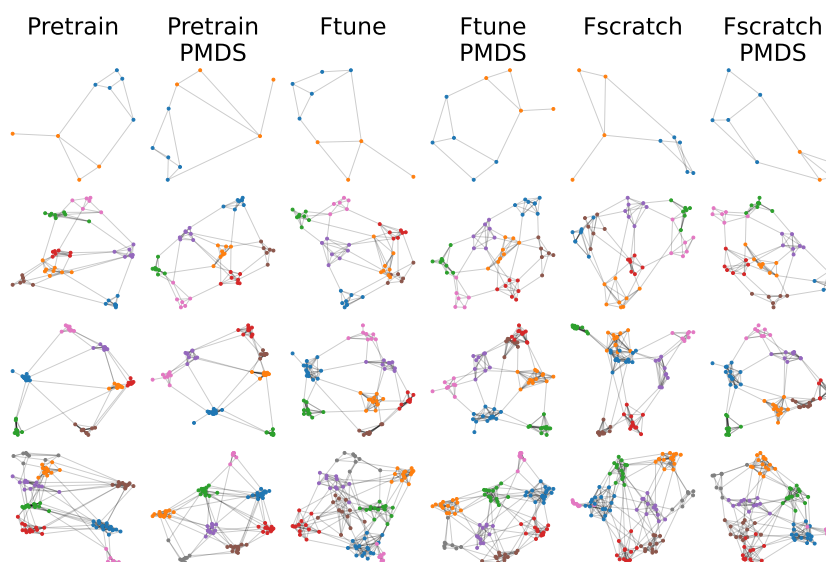 Pretrain
Pretrain
PMDS
Ftune
Ftune
PMDS
Fscratch
Fscratch
PMDS